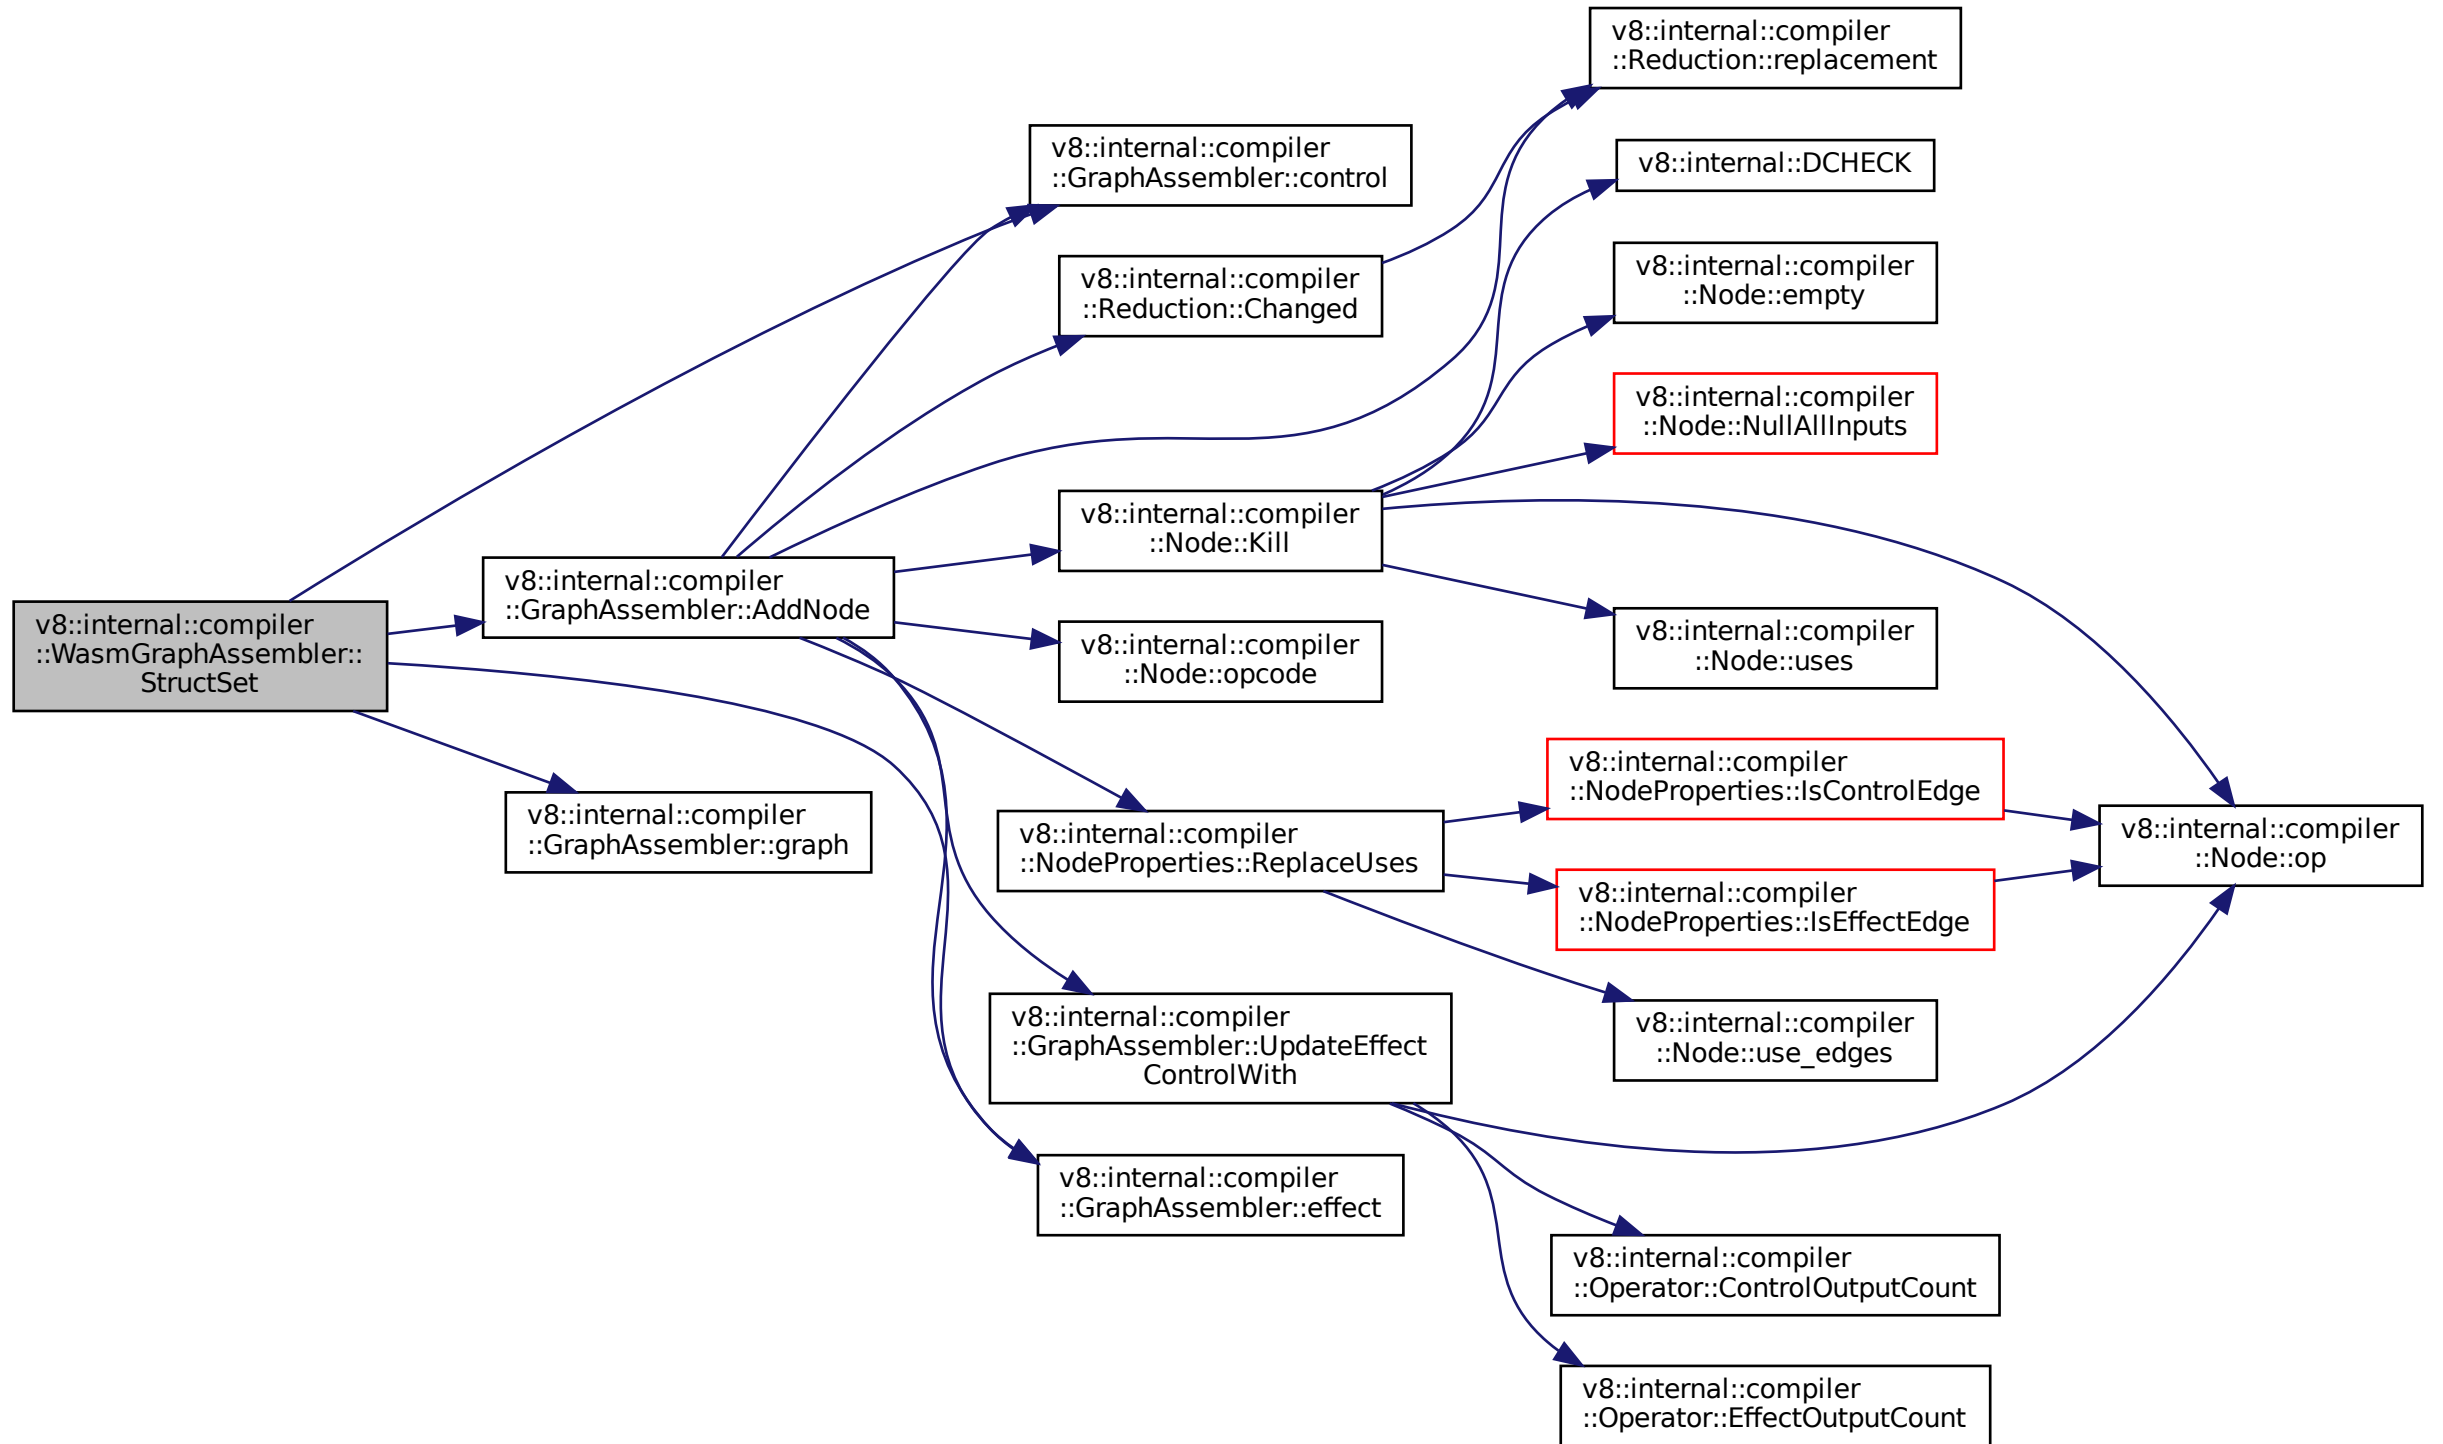 v8::internal::compiler
::Reduction::replacement
v8::internal::compiler
::GraphAssembler::control
v8::internal::DCHECK
v8::internal::compiler
::Reduction::Changed
v8::internal::compiler
::Node::empty
v8::internal::compiler
::Node::NullAllInputs
v8::internal::compiler
::Node::Kill
v8::internal::compiler
::GraphAssembler::AddNode
v8::internal::compiler
::WasmGraphAssembler::
StructSet
v8::internal::compiler
::Node::opcode
v8::internal::compiler
::Node::uses
v8::internal::compiler
::NodeProperties::IsControlEdge
v8::internal::compiler
::GraphAssembler::graph
v8::internal::compiler
::NodeProperties::ReplaceUses
v8::internal::compiler
::Node::op
v8::internal::compiler
::NodeProperties::IsEffectEdge
v8::internal::compiler
::GraphAssembler::UpdateEffect
ControlWith
v8::internal::compiler
::Node::use_edges
v8::internal::compiler
::GraphAssembler::effect
v8::internal::compiler
::Operator::ControlOutputCount
v8::internal::compiler
::Operator::EffectOutputCount